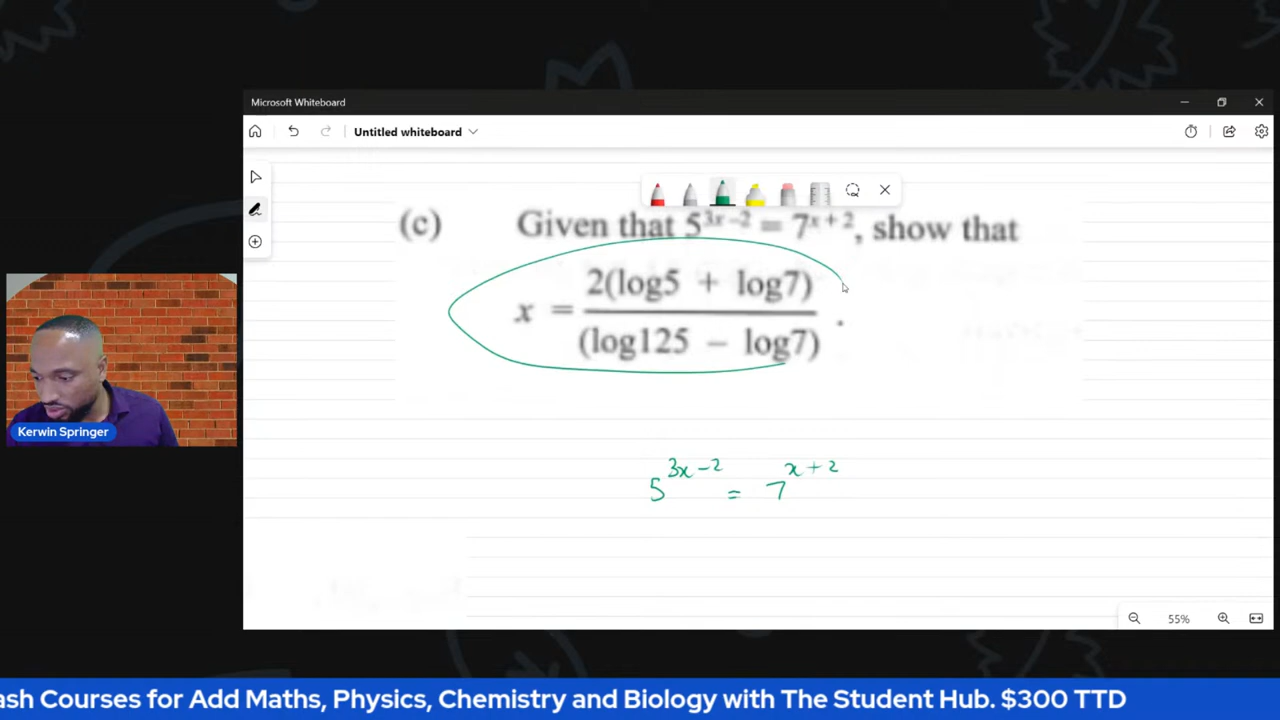 Microsoft Whiteboard
Untitled whiteboard
(c) Given that 5^{3x−2} = 7^{x+2}, show that
x = 2(log5 + log7) / (log125 − log7) .
5^{3x−2} = 7^{x+2}
Kerwin Springer
55%
ash Courses for Add Maths, Physics, Chemistry and Biology with The Student Hub. $300 TTD